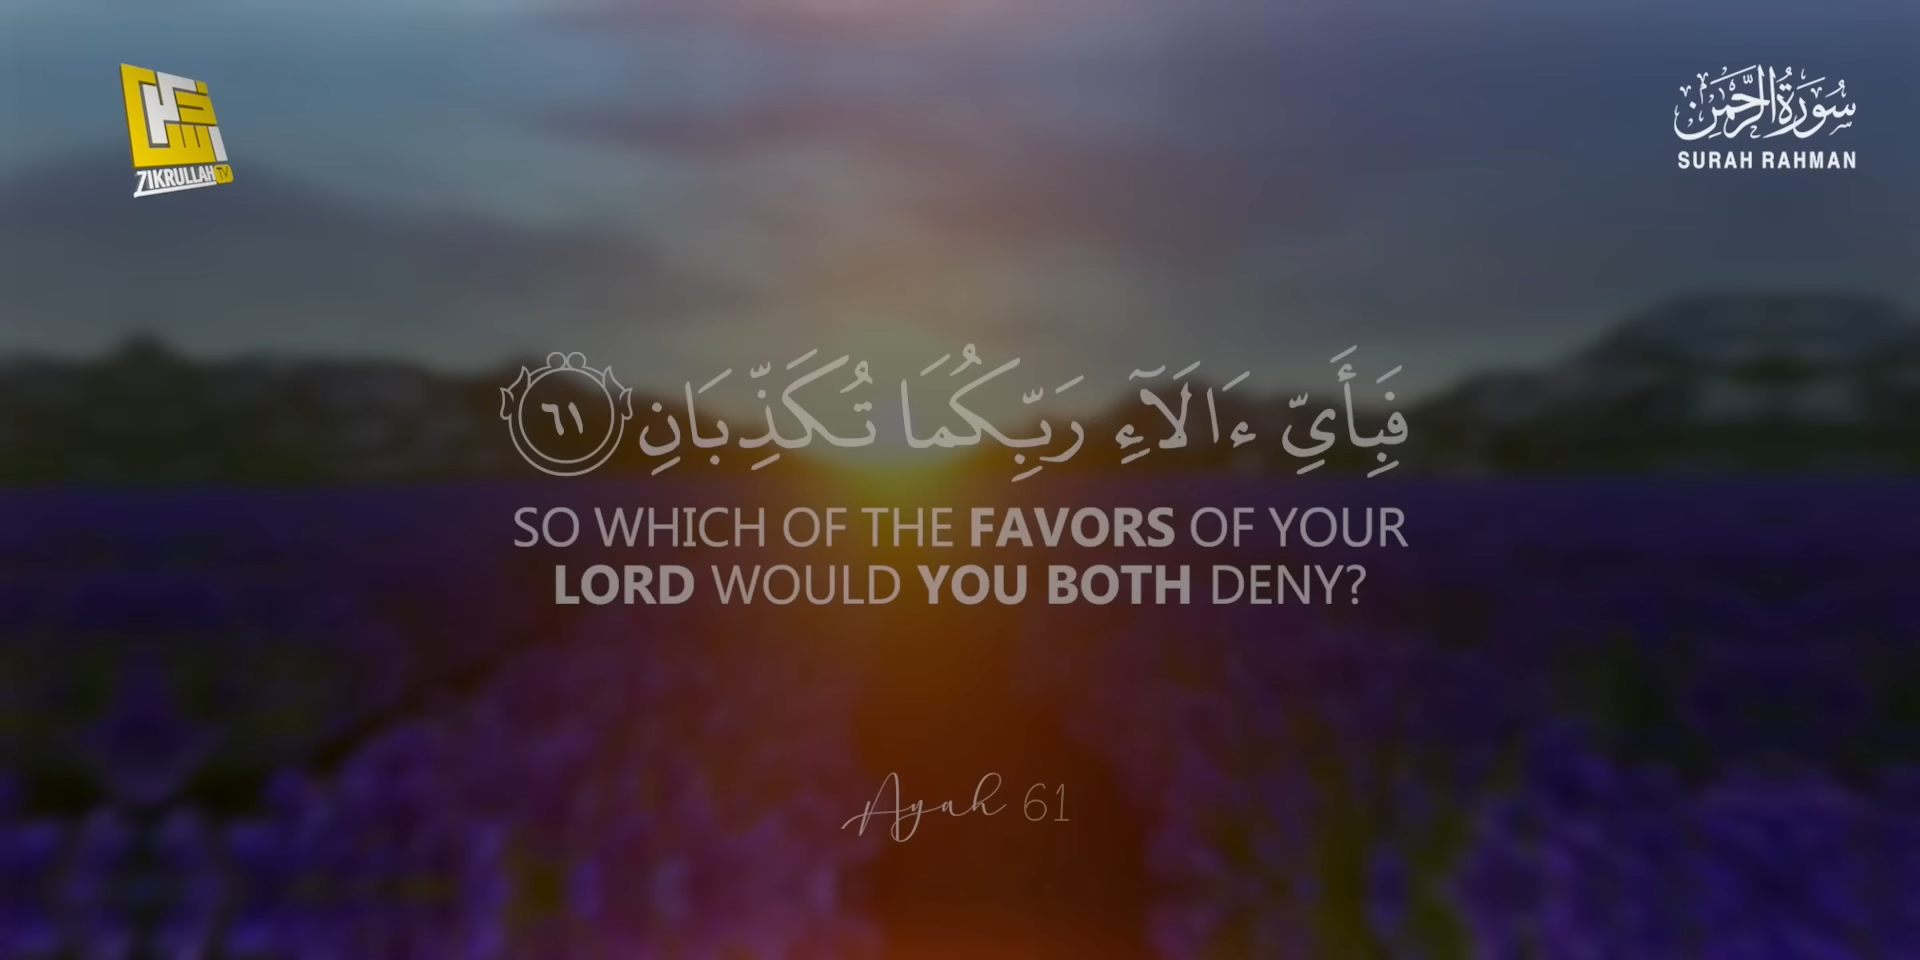 ZIKRULLAH TV
سُورَةُ الرَّحْمَٰن
SURAH RAHMAN
فَبِأَيِّ ءَالَآءِ رَبِّكُمَا تُكَذِّبَانِ ٦١
SO WHICH OF THE FAVORS OF YOUR
LORD WOULD YOU BOTH DENY?
Ayah 61